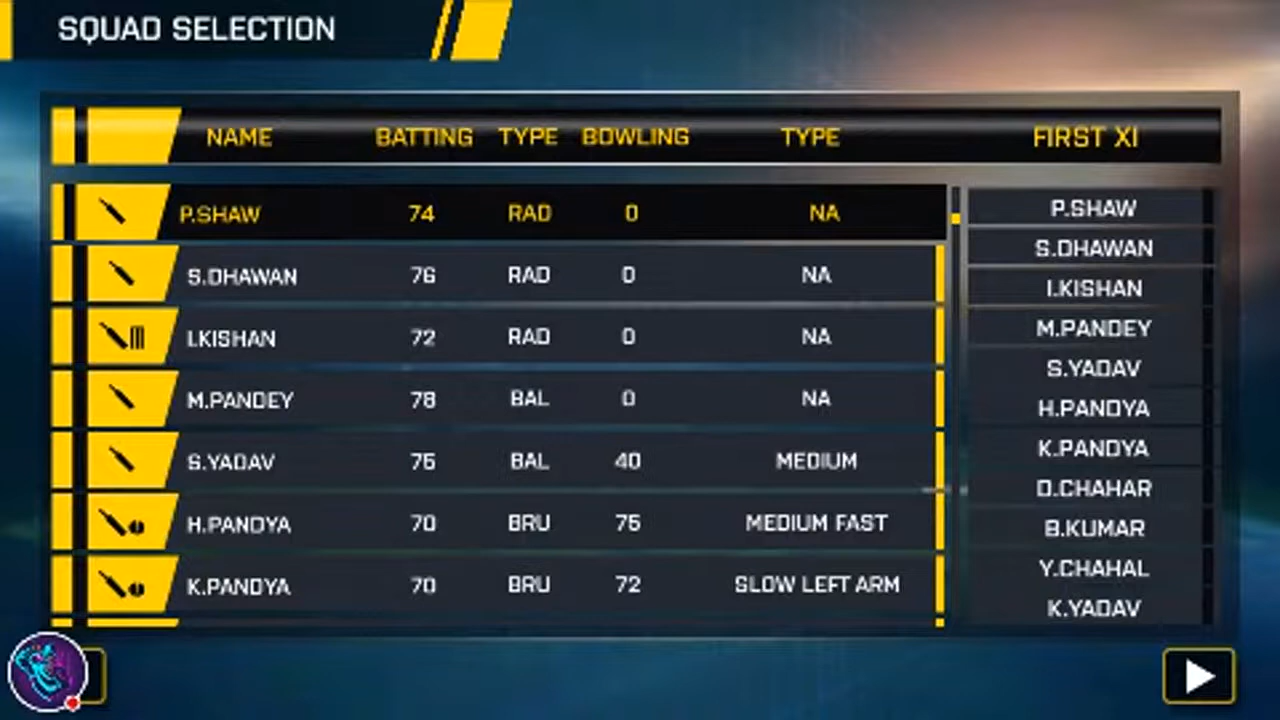 SQUAD SELECTION
NAME BATTING TYPE BOWLING TYPE FIRST XI
P.SHAW 74 RAD 0 NA
S.DHAWAN 76 RAD 0 NA
I.KISHAN 72 RAD 0 NA
M.PANDEY 78 BAL 0 NA
S.YADAV 75 BAL 40 MEDIUM
H.PANDYA 70 BRU 75 MEDIUM FAST
K.PANDYA 70 BRU 72 SLOW LEFT ARM
P.SHAW
S.DHAWAN
I.KISHAN
M.PANDEY
S.YADAV
H.PANDYA
K.PANDYA
D.CHAHAR
B.KUMAR
Y.CHAHAL
K.YADAV